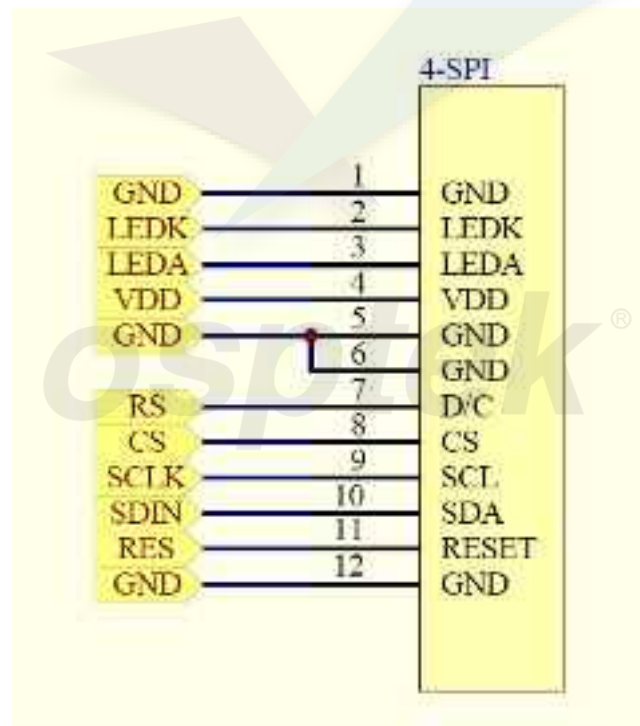 4-SPI
GND 1 GND
LEDK 2 LEDK
LEDA 3 LEDA
VDD 4 VDD
GND 5 GND
6 GND
RS 7 D/C
CS 8 CS
SCLK 9 SCL
SDIN 10 SDA
RES 11 RESET
GND 12 GND
osptek®